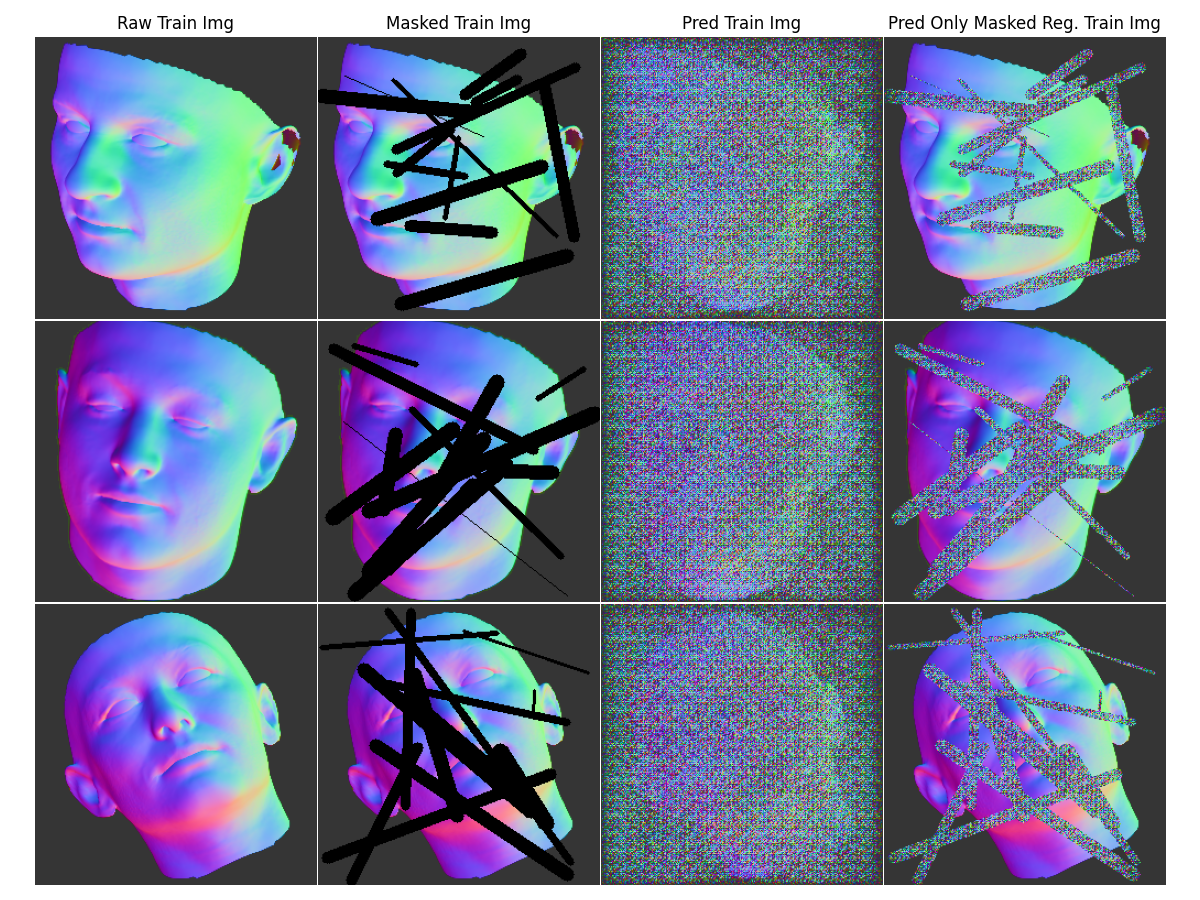 Raw Train Img
Masked Train Img
Pred Train Img
Pred Only Masked Reg. Train Img